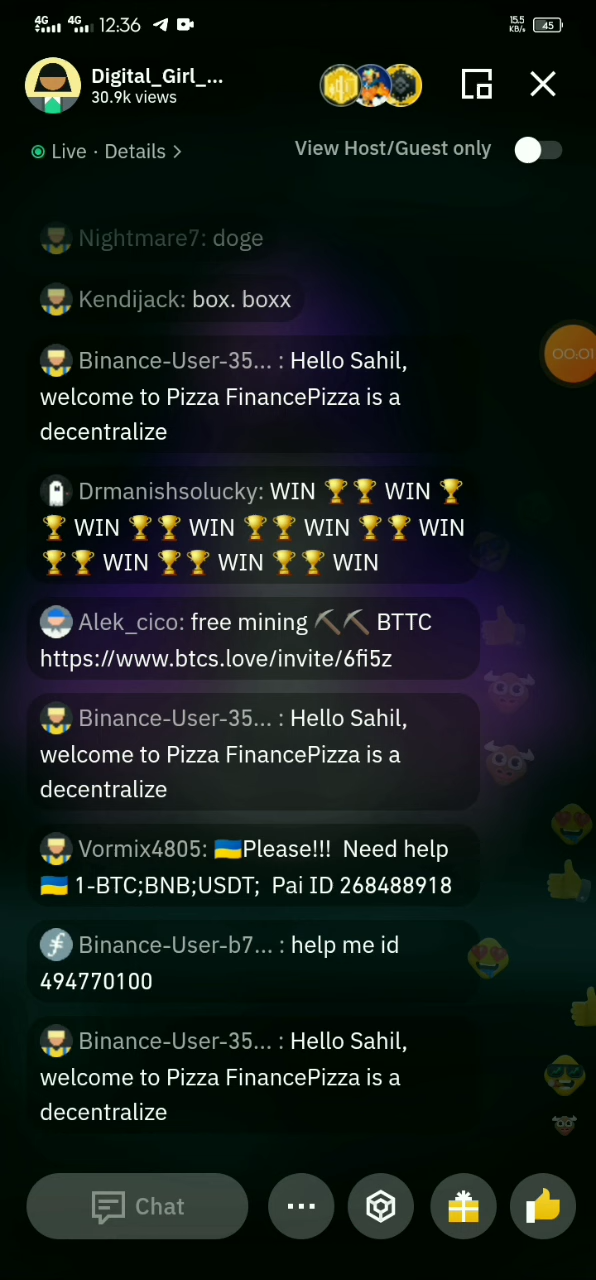 4G 4G 12:36 15.5 KB/s 45
Digital_Girl_...
30.9k views
Live · Details >
View Host/Guest only
Nightmare7: doge
Kendijack: box. boxx
00:01
Binance-User-35... : Hello Sahil,
welcome to Pizza FinancePizza is a
decentralize
Drmanishsolucky: WIN 🏆🏆 WIN 🏆
🏆 WIN 🏆🏆 WIN 🏆🏆 WIN 🏆🏆 WIN
🏆🏆 WIN 🏆🏆 WIN 🏆🏆 WIN
Alek_cico: free mining ⛏⛏ BTTC
https://www.btcs.love/invite/6fi5z
Binance-User-35... : Hello Sahil,
welcome to Pizza FinancePizza is a
decentralize
Vormix4805: 🇺🇦Please!!! Need help
🇺🇦 1-BTC;BNB;USDT; Pai ID 268488918
Binance-User-b7... : help me id
494770100
Binance-User-35... : Hello Sahil,
welcome to Pizza FinancePizza is a
decentralize
Chat